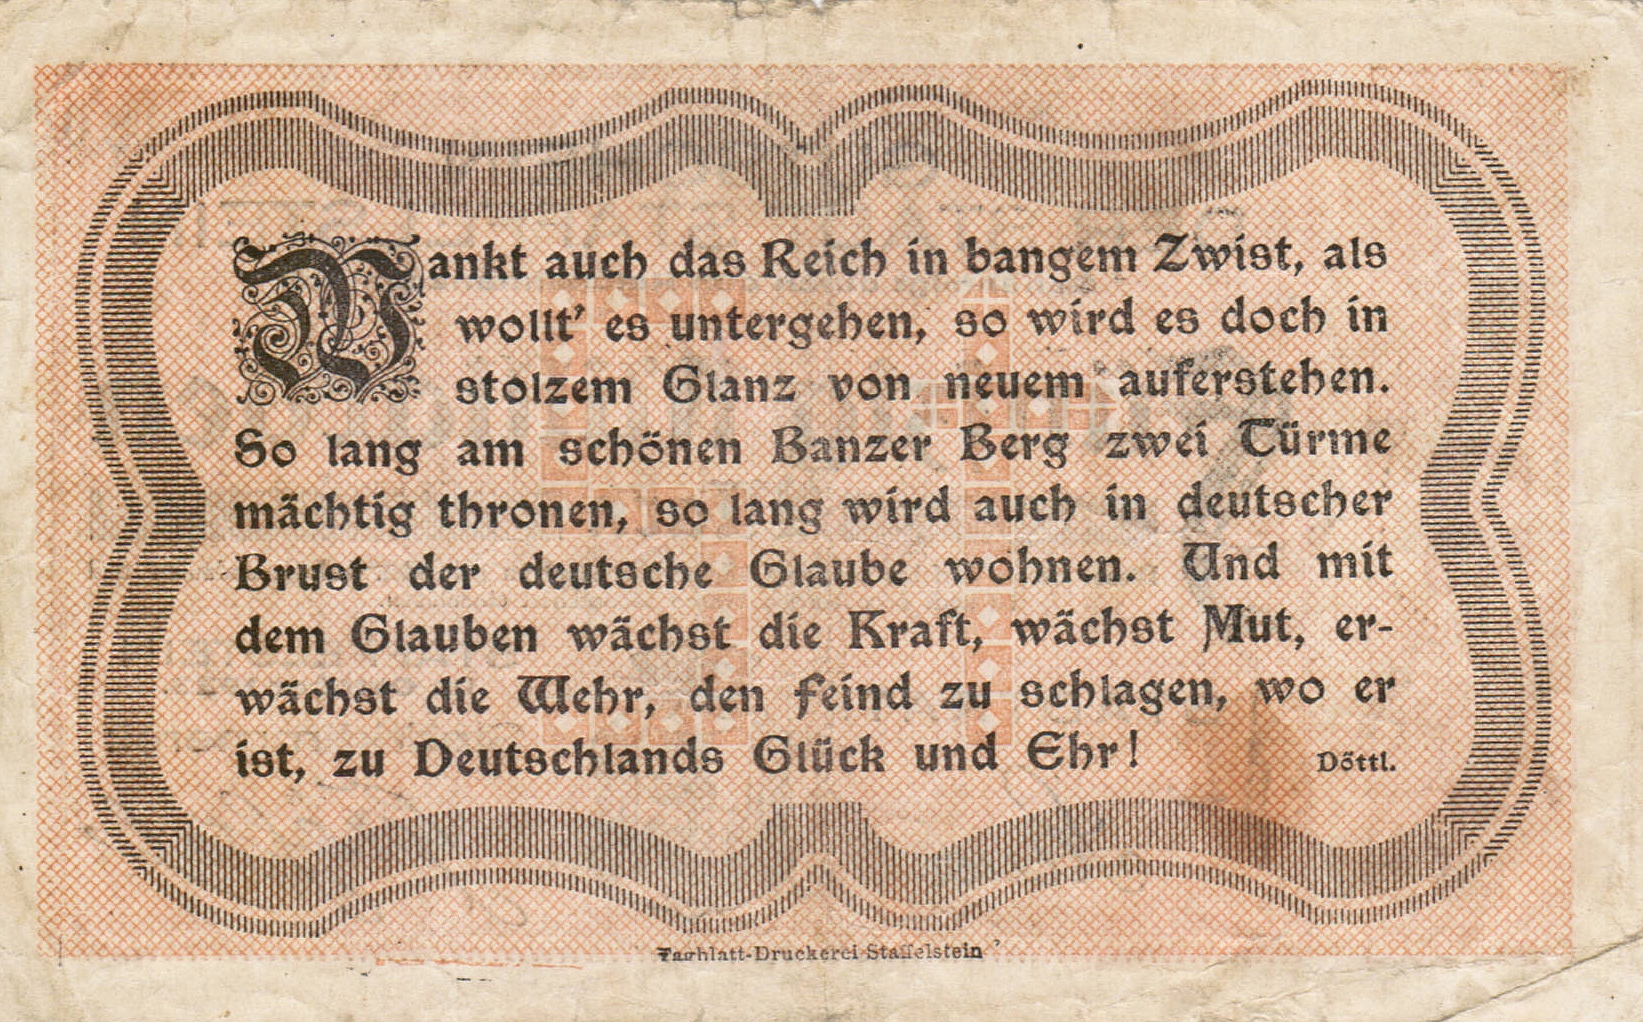 Wankt auch das Reich in bangem Zwist, als
wollt' es untergehen, so wird es doch in
stolzem Glanz von neuem auferstehen.
So lang am schönen Banzer Berg zwei Türme
mächtig thronen, so lang wird auch in deutscher
Brust der deutsche Glaube wohnen. Und mit
dem Glauben wächst die Kraft, wächst Mut, er-
wächst die Wehr, den Feind zu schlagen, wo er
ist, zu Deutschlands Glück und Ehr!
Döttl.
Tagblatt-Druckerei Staffelstein